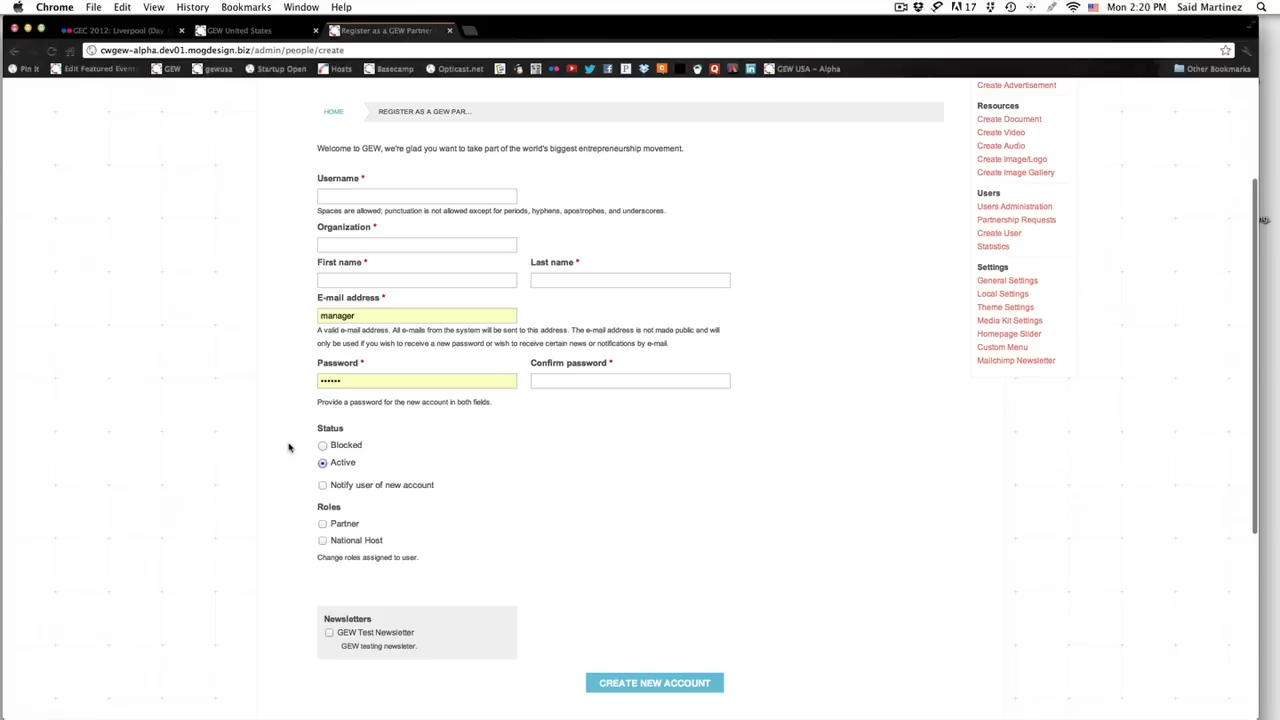 Chrome File Edit View History Bookmarks Window Help
17 Mon 2:20 PM Said Martinez
GEC 2012: Liverpool (Day
GEW United States
Register as a GEW Partner
cwgew-alpha.dev01.mogdesign.biz/admin/people/create
Pin It Edit Featured Event GEW gewusa Startup Open Hosts Basecamp Opticast.net GEW USA ~ Alpha Other Bookmarks
HOME REGISTER AS A GEW PAR...
Welcome to GEW, we're glad you want to take part of the world's biggest entrepreneurship movement.
Username *
Spaces are allowed; punctuation is not allowed except for periods, hyphens, apostrophes, and underscores.
Organization *
First name * Last name *
E-mail address *
manager
A valid e-mail address. All e-mails from the system will be sent to this address. The e-mail address is not made public and will
only be used if you wish to receive a new password or wish to receive certain news or notifications by e-mail.
Password * Confirm password *
••••••
Provide a password for the new account in both fields.
Status
Blocked
Active
Notify user of new account
Roles
Partner
National Host
Change roles assigned to user.
Newsletters
GEW Test Newsletter
GEW testing newsleter.
CREATE NEW ACCOUNT
Create Advertisement
Resources
Create Document
Create Video
Create Audio
Create Image/Logo
Create Image Gallery
Users
Users Administration
Partnership Requests
Create User
Statistics
Settings
General Settings
Local Settings
Theme Settings
Media Kit Settings
Homepage Slider
Custom Menu
Mailchimp Newsletter